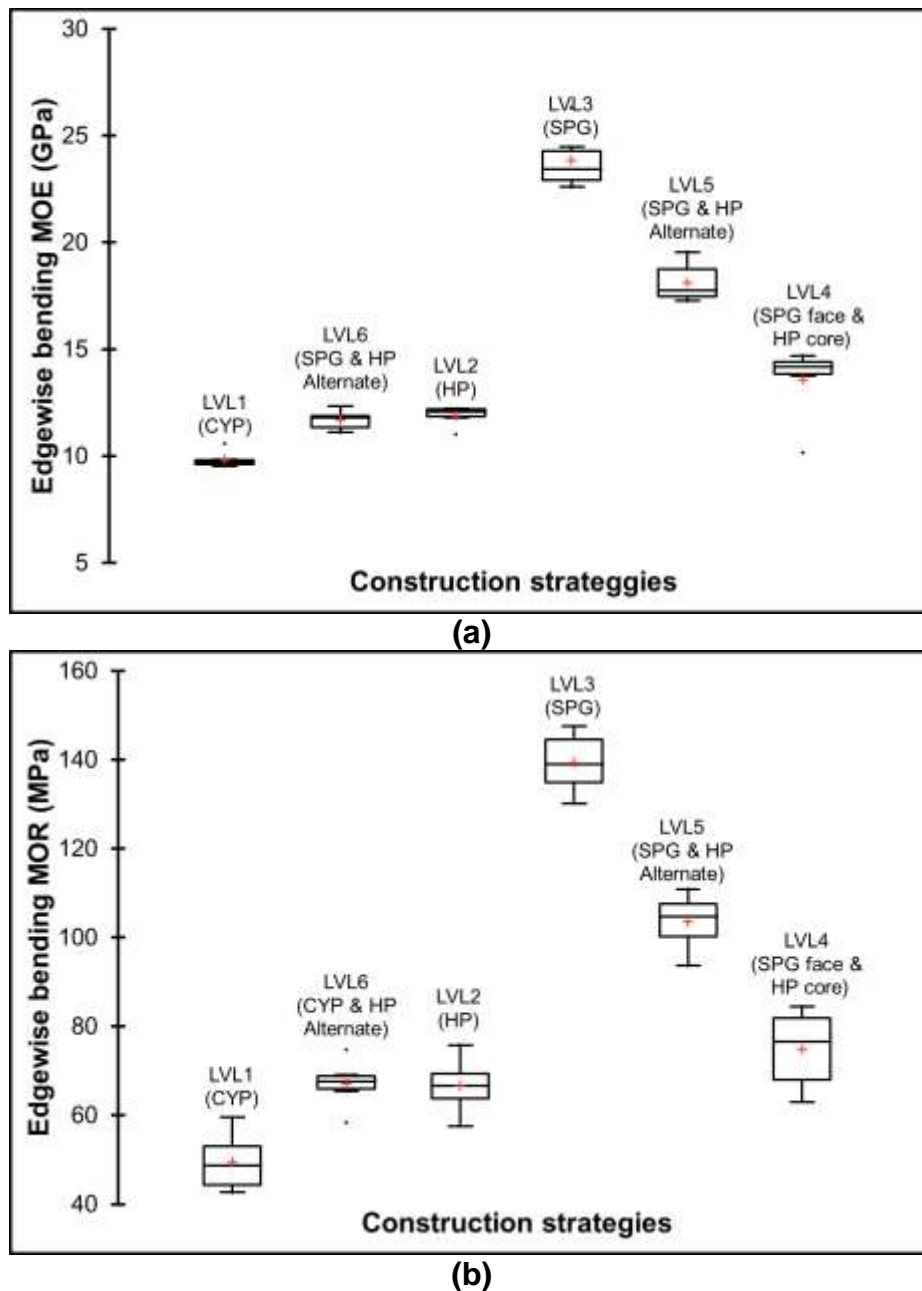 30
25
20
15
10
5
Edgewise bending MOE (GPa)
LVL1
(CYP)
LVL6
(SPG & HP
Alternate)
LVL2
(HP)
LVL3
(SPG)
LVL5
(SPG & HP
Alternate)
LVL4
(SPG face &
HP core)
Construction strateggies
(a)
160
140
120
100
80
60
40
Edgewise bending MOR (MPa)
LVL1
(CYP)
LVL6
(CYP & HP
Alternate)
LVL2
(HP)
LVL3
(SPG)
LVL5
(SPG & HP
Alternate)
LVL4
(SPG face &
HP core)
Construction strategies
(b)